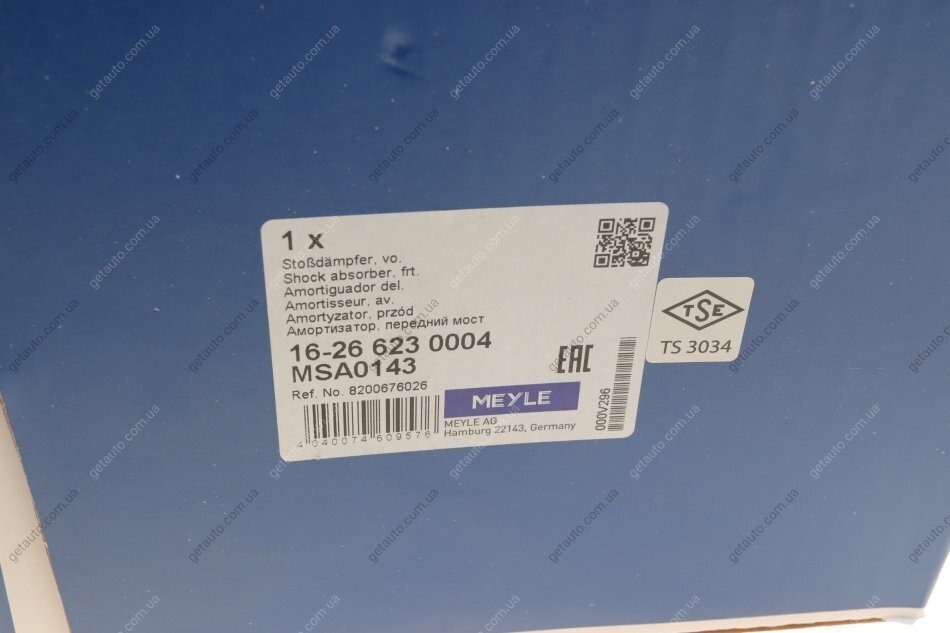 1 x
Stoßdämpfer, vo.
Shock absorber, frt.
Amortiguador del.
Amortisseur, av.
Amortyzator, przód
Амортизатор, передний мост
16-26 623 0004
MSA0143
Ref. No. 8200676026
4 040074 609576
MEYLE
MEYLE AG
Hamburg 22143, Germany
EAC
000V296
TSE
TS 3034
getauto.com.ua